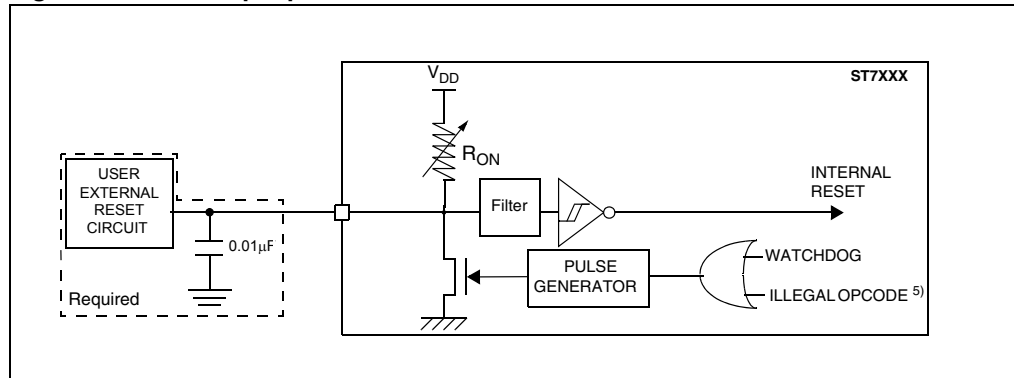 ST7XXX
VDD
RON
USER
EXTERNAL
RESET
CIRCUIT
0.01μF
Required
Filter
INTERNAL
RESET
PULSE
GENERATOR
WATCHDOG
ILLEGAL OPCODE 5)